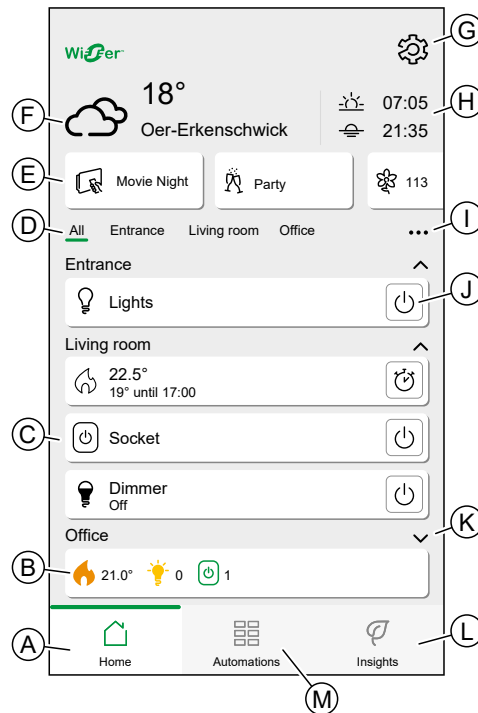 Wiser
G
18°
F
Oer-Erkenschwick
07:05
H
21:35
E
Movie Night
Party
113
D
All Entrance Living room Office
I
Entrance
Lights
J
Living room
22.5°
19° until 17:00
C
Socket
Dimmer
Off
Office
K
B
21.0° 0 1
A
Home
Automations
Insights
L
M